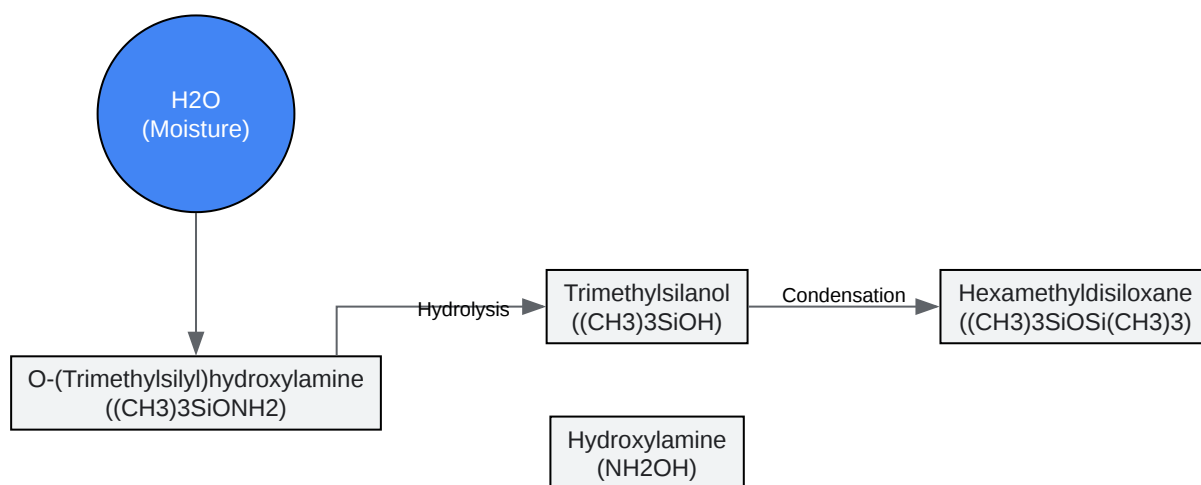 H2O
(Moisture)
Hydrolysis
Trimethylsilanol
((CH3)3SiOH)
Condensation
Hexamethyldisiloxane
((CH3)3SiOSi(CH3)3)
O-(Trimethylsilyl)hydroxylamine
((CH3)3SiONH2)
Hydroxylamine
(NH2OH)